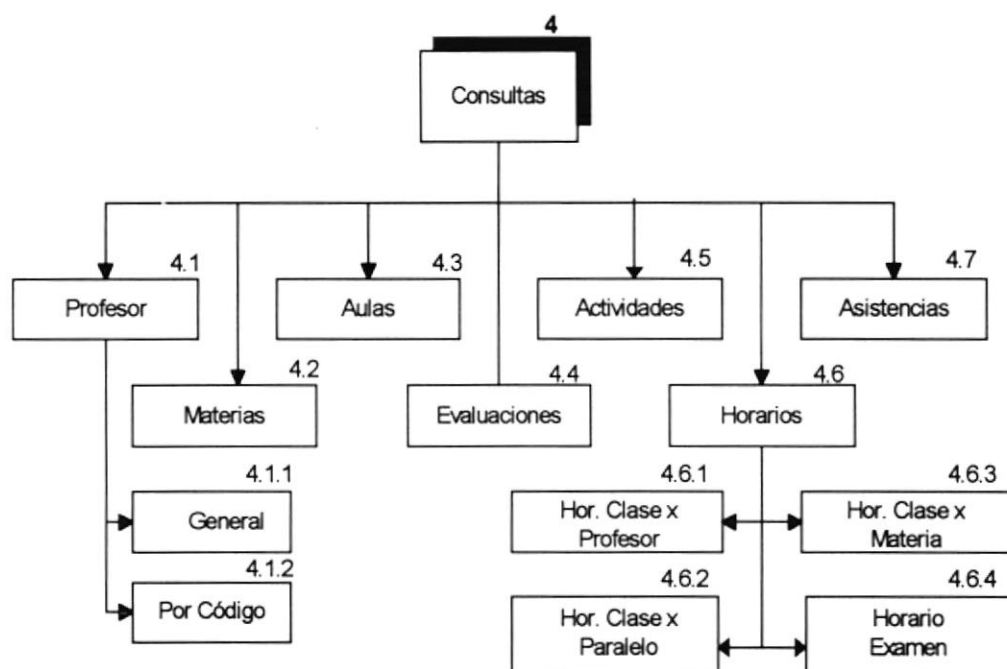 4
Consultas
4.1
Profesor
4.3
Aulas
4.5
Actividades
4.7
Asistencias
4.2
Materias
4.4
Evaluaciones
4.6
Horarios
4.1.1
General
4.1.2
Por Código
4.6.1
Hor. Clase x
Profesor
4.6.3
Hor. Clase x
Materia
4.6.2
Hor. Clase x
Paralelo
4.6.4
Horario
Examen